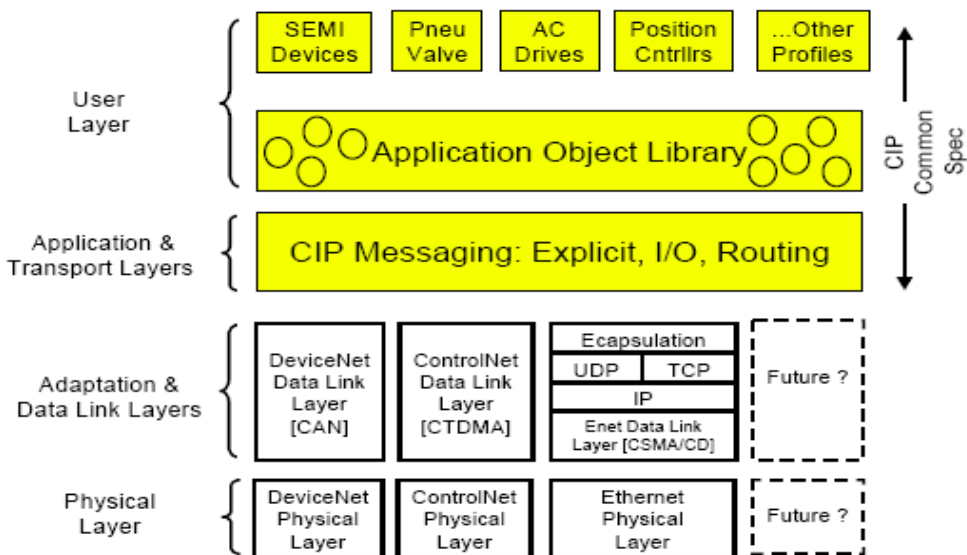 SEMI
Devices
Pneu
Valve
AC
Drives
Position
Cntrllrs
...Other
Profiles
User
Layer
Application Object Library
CIP
Common
Spec
Application &
Transport Layers
CIP Messaging: Explicit, I/O, Routing
Adaptation &
Data Link Layers
DeviceNet
Data Link
Layer
[CAN]
ControlNet
Data Link
Layer
[CTDMA]
Ecapsulation
UDP
TCP
IP
Enet Data Link
Layer [CSMA/CD]
Future ?
Physical
Layer
DeviceNet
Physical
Layer
ControlNet
Physical
Layer
Ethernet
Physical
Layer
Future ?